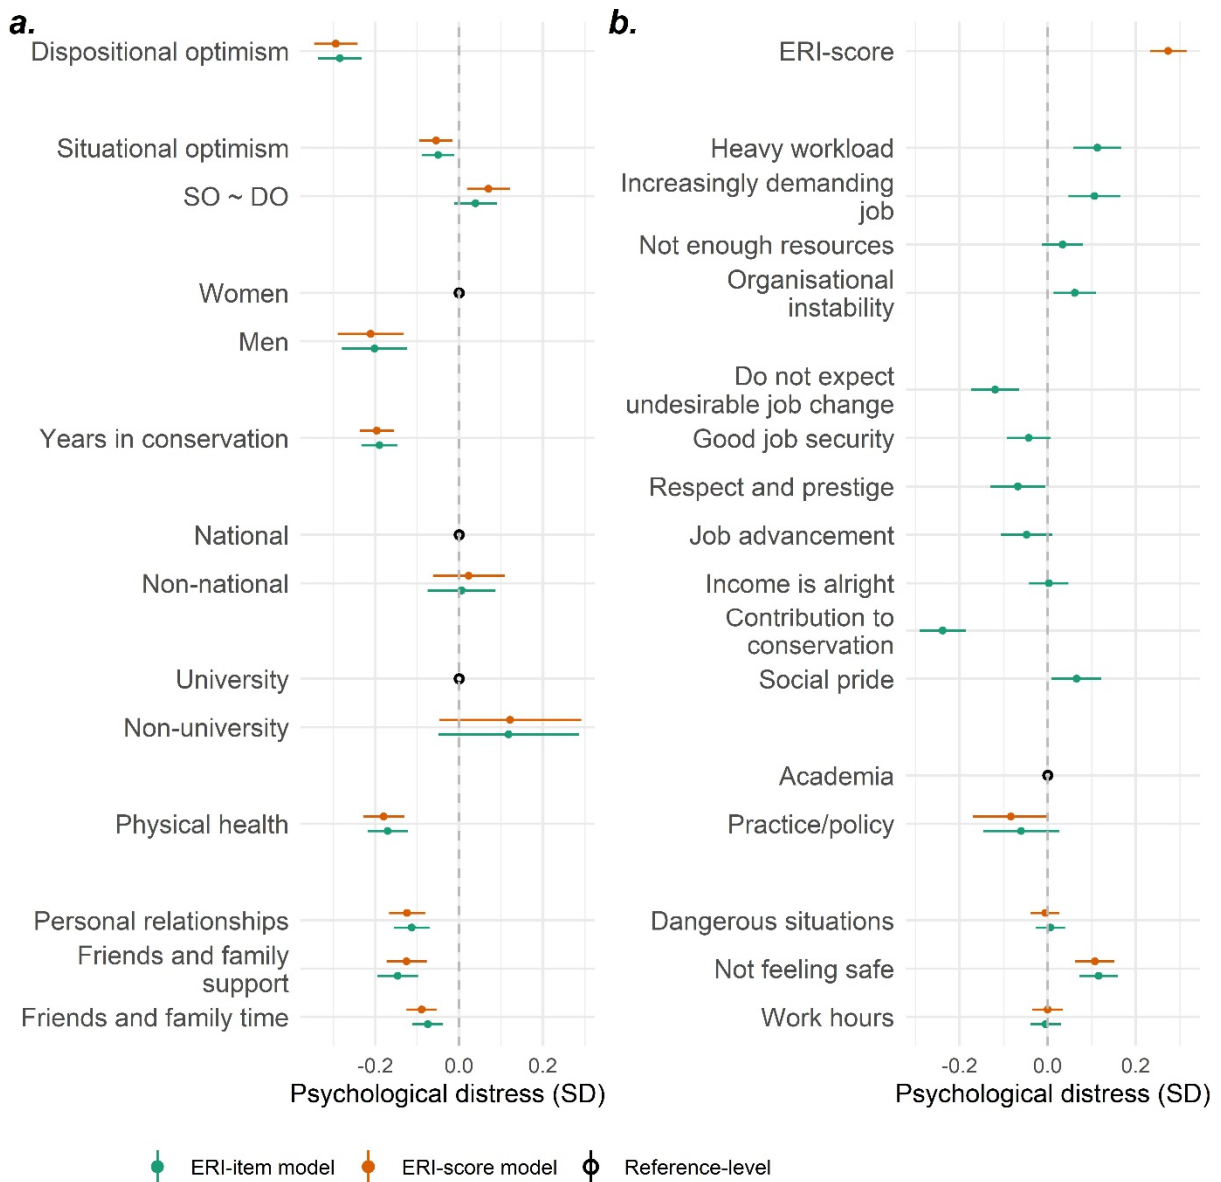 a.
Dispositional optimism
Situational optimism
SO ~ DO
Women
Men
Years in conservation
National
Non-national
University
Non-university
Physical health
Personal relationships
Friends and family
support
Friends and family time
-0.2 0.0 0.2
Psychological distress (SD)
b.
ERI-score
Heavy workload
Increasingly demanding
job
Not enough resources
Organisational
instability
Do not expect
undesirable job change
Good job security
Respect and prestige
Job advancement
Income is alright
Contribution to
conservation
Social pride
Academia
Practice/policy
Dangerous situations
Not feeling safe
Work hours
-0.2 0.0 0.2
Psychological distress (SD)
ERI-item model ERI-score model Reference-level